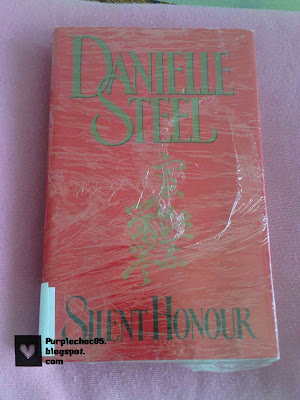 DANIELLE
STEEL
SILENT HONOUR
Purplechoc05.
blogspot.
com